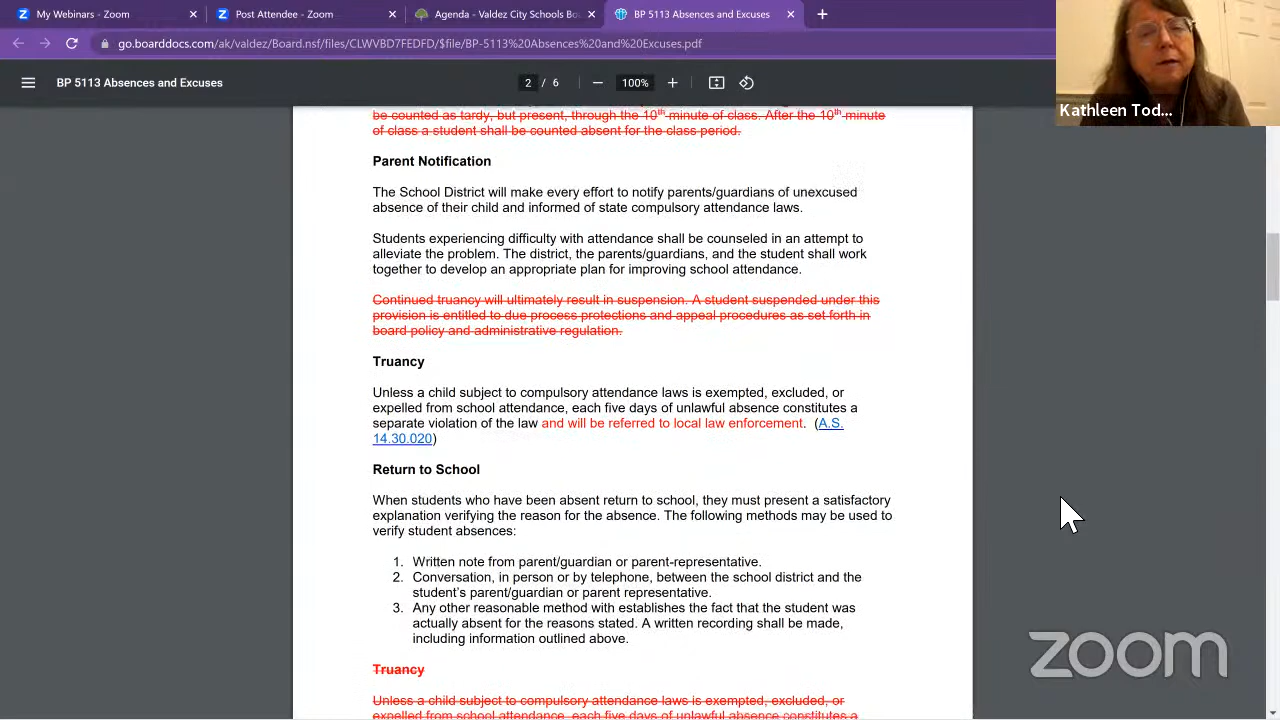 My Webinars - Zoom
Post Attendee - Zoom
Agenda - Valdez City Schools Bo
BP 5113 Absences and Excuses
go.boarddocs.com/ak/valdez/Board.nsf/files/CLWVBD7FEDFD/$file/BP-5113%20Absences%20and%20Excuses.pdf
BP 5113 Absences and Excuses
2 / 6
100%
Kathleen Tod...
be counted as tardy, but present, through the 10th minute of class. After the 10th minute
of class a student shall be counted absent for the class period.
Parent Notification
The School District will make every effort to notify parents/guardians of unexcused
absence of their child and informed of state compulsory attendance laws.
Students experiencing difficulty with attendance shall be counseled in an attempt to
alleviate the problem. The district, the parents/guardians, and the student shall work
together to develop an appropriate plan for improving school attendance.
Continued truancy will ultimately result in suspension. A student suspended under this
provision is entitled to due process protections and appeal procedures as set forth in
board policy and administrative regulation.
Truancy
Unless a child subject to compulsory attendance laws is exempted, excluded, or
expelled from school attendance, each five days of unlawful absence constitutes a
separate violation of the law and will be referred to local law enforcement. (A.S.
14.30.020)
Return to School
When students who have been absent return to school, they must present a satisfactory
explanation verifying the reason for the absence. The following methods may be used to
verify student absences:
1. Written note from parent/guardian or parent-representative.
2. Conversation, in person or by telephone, between the school district and the
student's parent/guardian or parent representative.
3. Any other reasonable method with establishes the fact that the student was
actually absent for the reasons stated. A written recording shall be made,
including information outlined above.
Truancy
Unless a child subject to compulsory attendance laws is exempted, excluded, or
expelled from school attendance, each five days of unlawful absence constitutes a
zoom